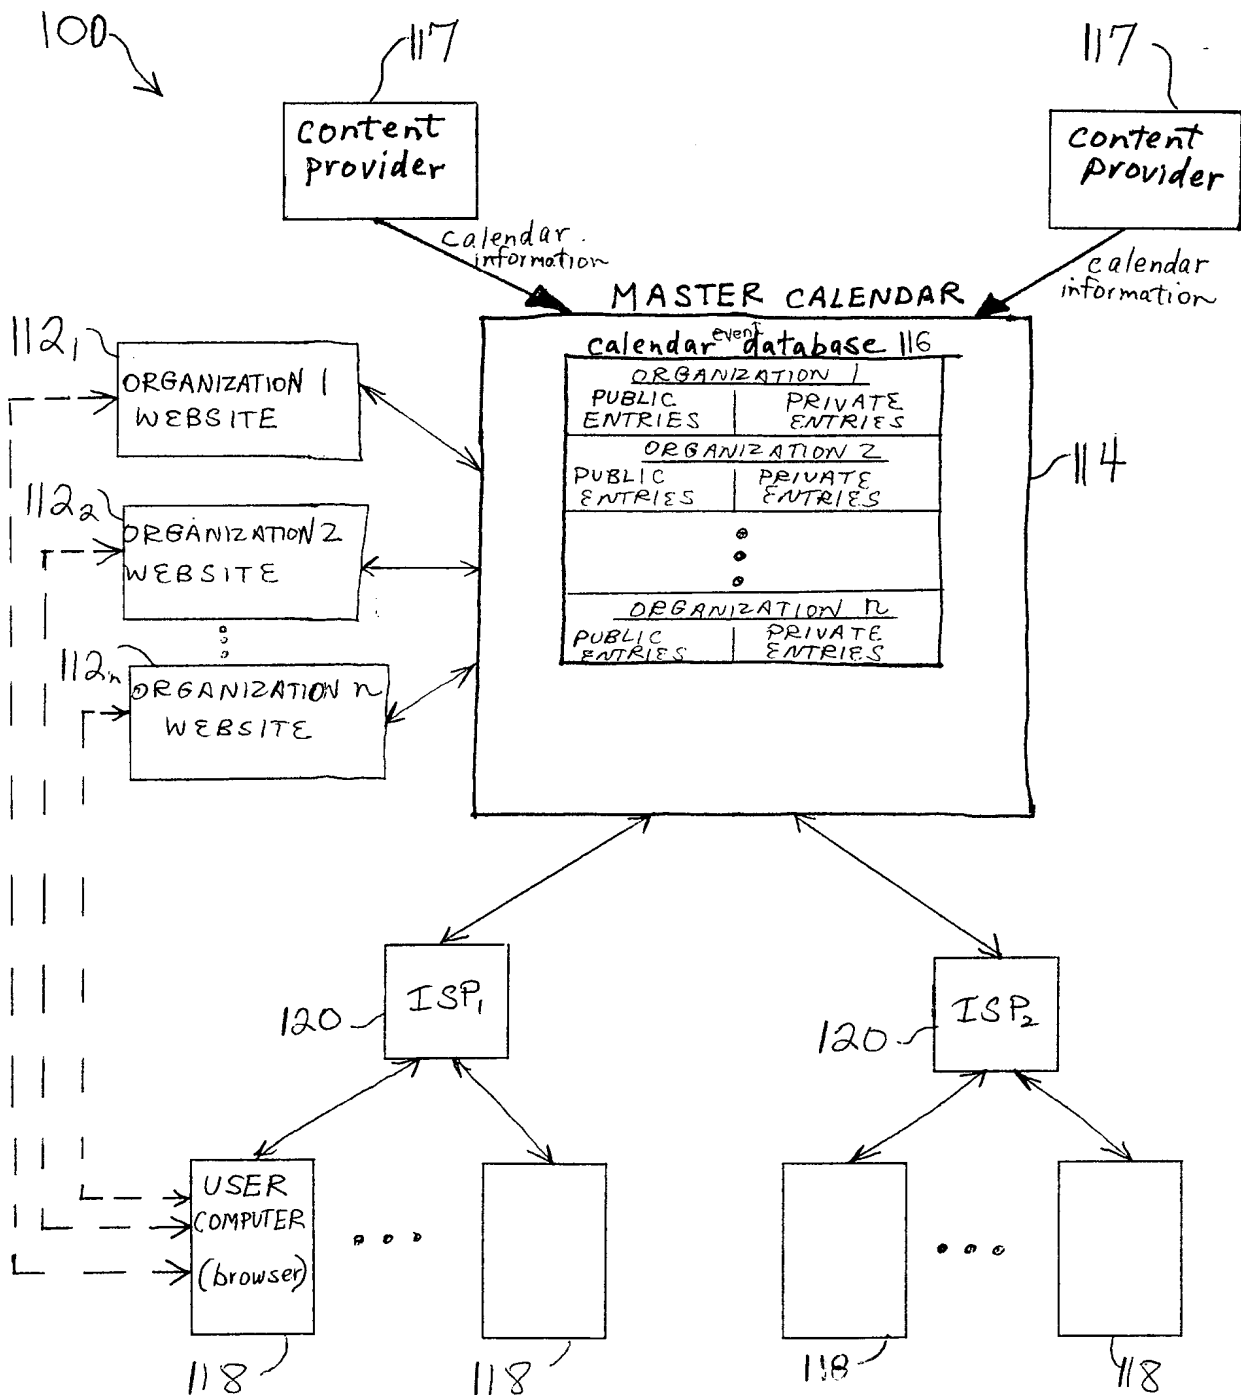 100
117
117
content
provider
content
provider
calendar
information
calendar
information
MASTER CALENDAR
calendar event database 116
112₁
ORGANIZATION 1
WEBSITE
ORGANIZATION 1
PUBLIC
ENTRIES
PRIVATE
ENTRIES
114
ORGANIZATION 2
PUBLIC
ENTRIES
PRIVATE
ENTRIES
112₂
ORGANIZATION 2
WEBSITE
ORGANIZATION n
PUBLIC
ENTRIES
PRIVATE
ENTRIES
112ₙ
ORGANIZATION n
WEBSITE
120
ISP₁
120
ISP₂
USER
COMPUTER
(browser)
118
118
118
118